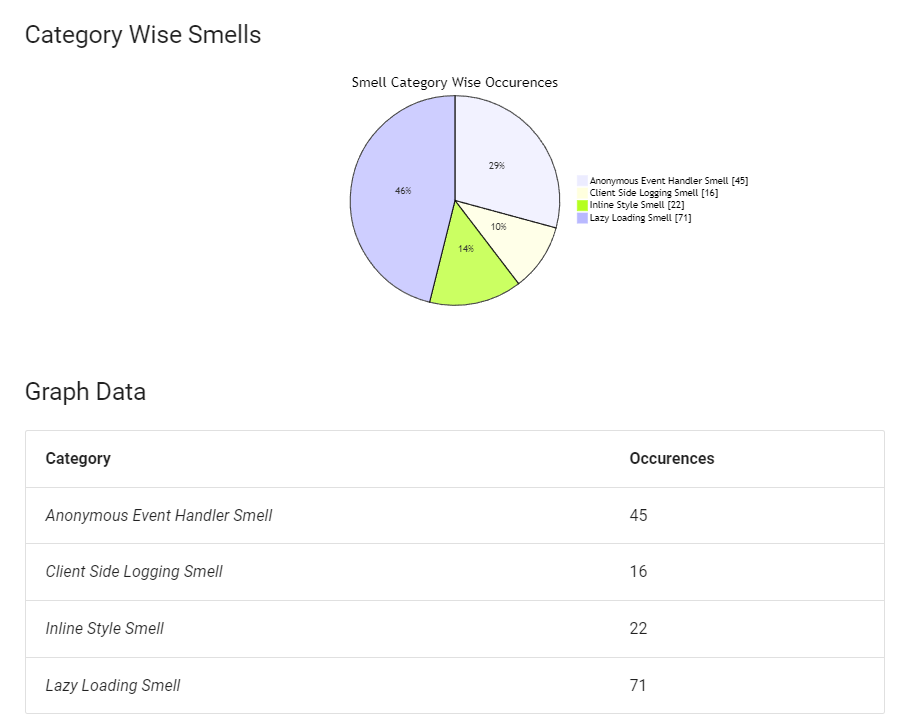 Category Wise Smells
Smell Category Wise Occurences
29%
46%
10%
14%
Anonymous Event Handler Smell [45]
Client Side Logging Smell [16]
Inline Style Smell [22]
Lazy Loading Smell [71]
Graph Data
Category Occurences
Anonymous Event Handler Smell 45
Client Side Logging Smell 16
Inline Style Smell 22
Lazy Loading Smell 71